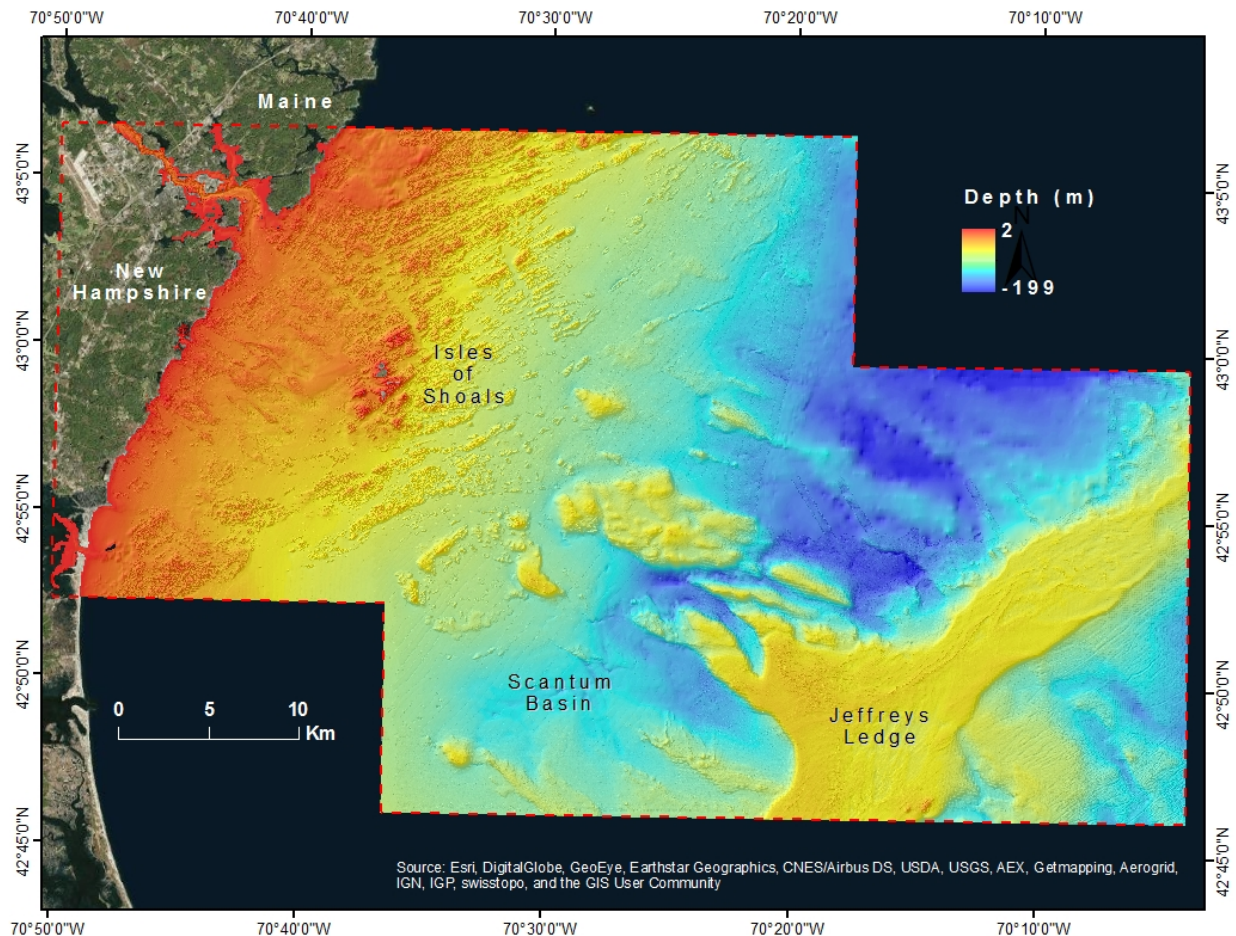 70°50'0"W 70°40'0"W 70°30'0"W 70°20'0"W 70°10'0"W
Maine
43°5'0"N
43°5'0"N
Depth (m)
N
2
-199
New
Hampshire
43°0'0"N
43°0'0"N
Isles
of
Shoals
42°55'0"N
42°55'0"N
Scantum
Basin
42°50'0"N
42°50'0"N
Jeffreys
Ledge
0 5 10
Km
42°45'0"N
42°45'0"N
Source: Esri, DigitalGlobe, GeoEye, Earthstar Geographics, CNES/Airbus DS, USDA, USGS, AEX, Getmapping, Aerogrid,
IGN, IGP, swisstopo, and the GIS User Community
70°50'0"W 70°40'0"W 70°30'0"W 70°20'0"W 70°10'0"W